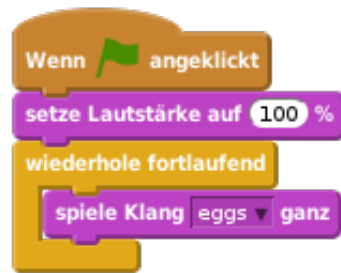 Wenn angeklickt
setze Lautstärke auf 100 %
wiederhole fortlaufend
spiele Klang eggs ganz